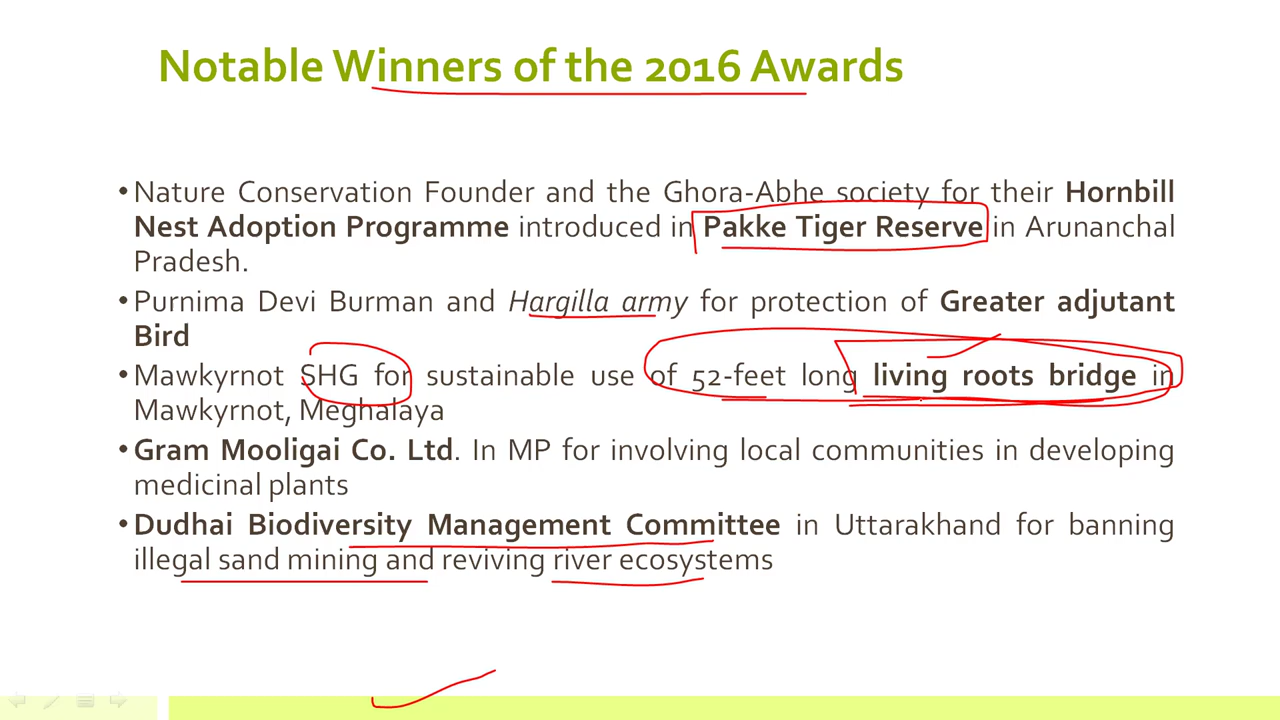 Notable Winners of the 2016 Awards
• Nature Conservation Founder and the Ghora-Abhe society for their Hornbill
Nest Adoption Programme introduced in Pakke Tiger Reserve in Arunanchal
Pradesh.
• Purnima Devi Burman and Hargilla army for protection of Greater adjutant
Bird
• Mawkyrnot SHG for sustainable use of 52-feet long living roots bridge in
Mawkyrnot, Meghalaya
• Gram Mooligai Co. Ltd. In MP for involving local communities in developing
medicinal plants
• Dudhai Biodiversity Management Committee in Uttarakhand for banning
illegal sand mining and reviving river ecosystems